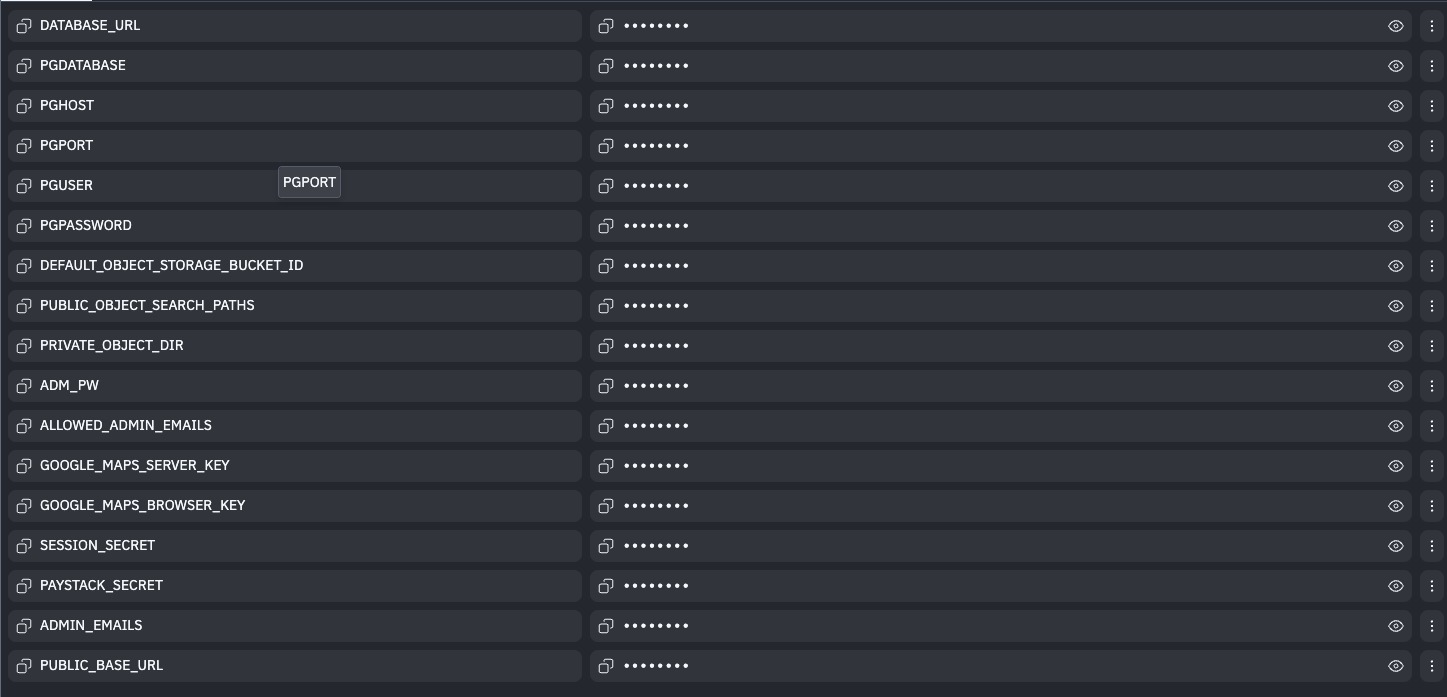 DATABASE_URL ••••••••
PGDATABASE ••••••••
PGHOST ••••••••
PGPORT ••••••••
PGPORT
PGUSER ••••••••
PGPASSWORD ••••••••
DEFAULT_OBJECT_STORAGE_BUCKET_ID ••••••••
PUBLIC_OBJECT_SEARCH_PATHS ••••••••
PRIVATE_OBJECT_DIR ••••••••
ADM_PW ••••••••
ALLOWED_ADMIN_EMAILS ••••••••
GOOGLE_MAPS_SERVER_KEY ••••••••
GOOGLE_MAPS_BROWSER_KEY ••••••••
SESSION_SECRET ••••••••
PAYSTACK_SECRET ••••••••
ADMIN_EMAILS ••••••••
PUBLIC_BASE_URL ••••••••